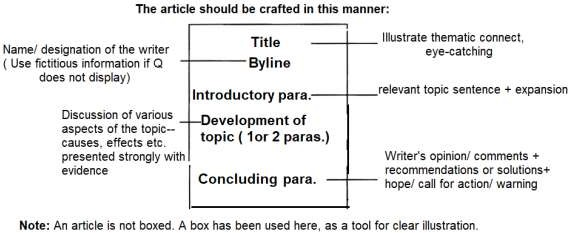 The article should be crafted in this manner:
Title
Illustrate thematic connect,
eye-catching
Name/ designation of the writer
( Use fictitious information if Q
does not display)
Byline
Introductory para.
relevant topic sentence + expansion
Discussion of various
aspects of the topic--
causes, effects etc.
presented strongly with
evidence
Development of
topic ( 1or 2 paras.)
Concluding para.
Writer's opinion/ comments +
recommendations or solutions+
hope/ call for action/ warning
Note: An article is not boxed. A box has been used here, as a tool for clear illustration.